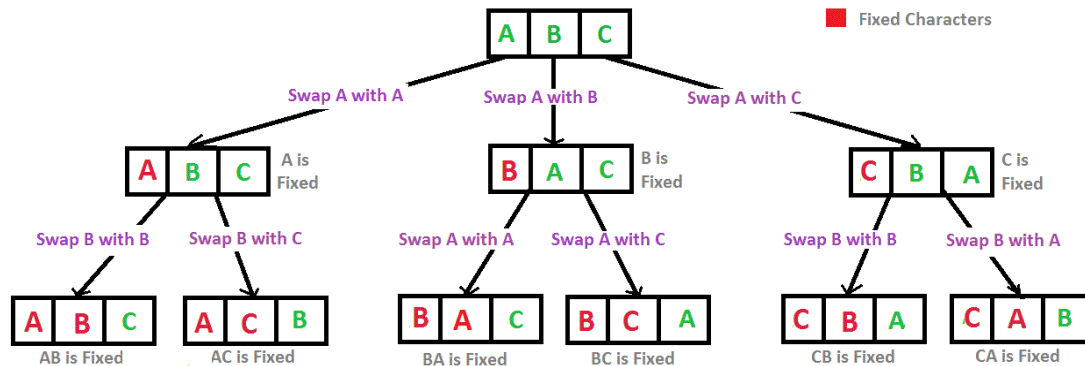 A B C
Fixed Characters
Swap A with A
Swap A with B
Swap A with C
A B C
A is
Fixed
B A C
B is
Fixed
C B A
C is
Fixed
Swap B with B
Swap B with C
Swap A with A
Swap A with C
Swap B with B
Swap B with A
A B C
A C B
B A C
B C A
C B A
C A B
AB is Fixed
AC is Fixed
BA is Fixed
BC is Fixed
CB is Fixed
CA is Fixed